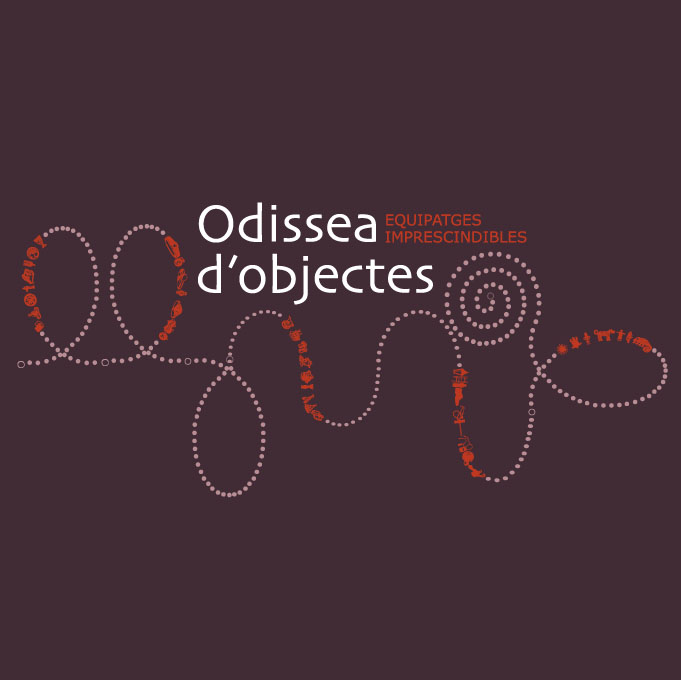 Odissea
d'objectes
EQUIPATGES
IMPRESCINDIBLES